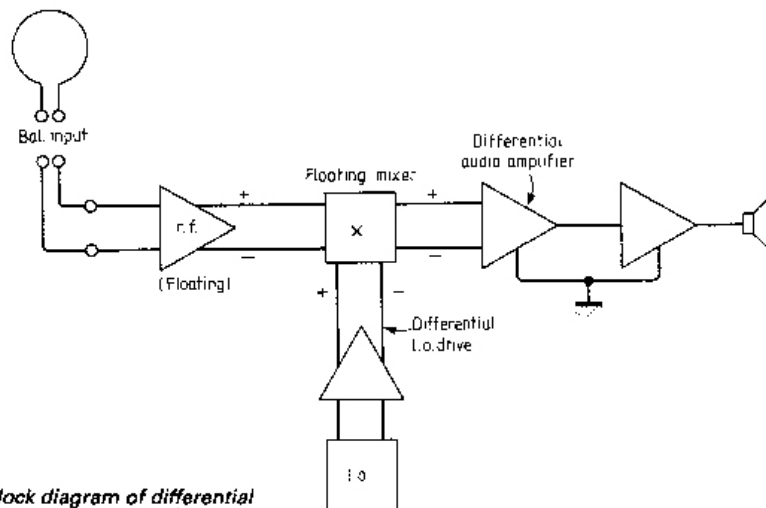 Bal. input
Differential
audio amplifier
Floating mixer
+
+
r.f.
x
−
−
(Floating)
+
−
Differential
l.o. drive
l.o
lock diagram of differential